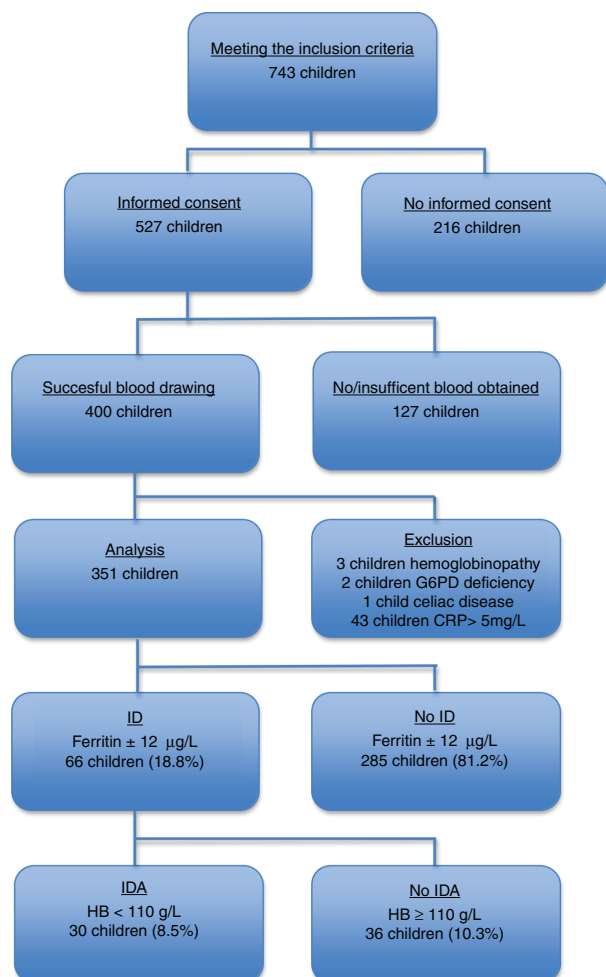 Meeting the inclusion criteria
743 children
Informed consent
527 children
No informed consent
216 children
Succesful blood drawing
400 children
No/insufficent blood obtained
127 children
Analysis
351 children
Exclusion
3 children hemoglobinopathy
2 children G6PD deficiency
1 child celiac disease
43 children CRP> 5mg/L
ID
Ferritin ± 12 μg/L
66 children (18.8%)
No ID
Ferritin ± 12 μg/L
285 children (81.2%)
IDA
HB < 110 g/L
30 children (8.5%)
No IDA
HB ≥ 110 g/L
36 children (10.3%)